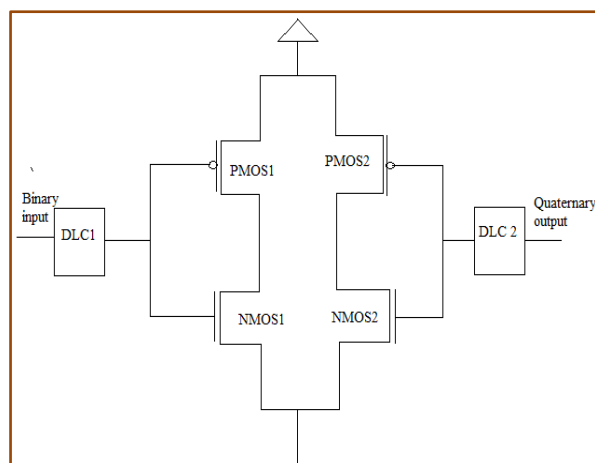 PMOS1
PMOS2
Binary
input
DLC1
Quaternary
output
DLC 2
NMOS1
NMOS2